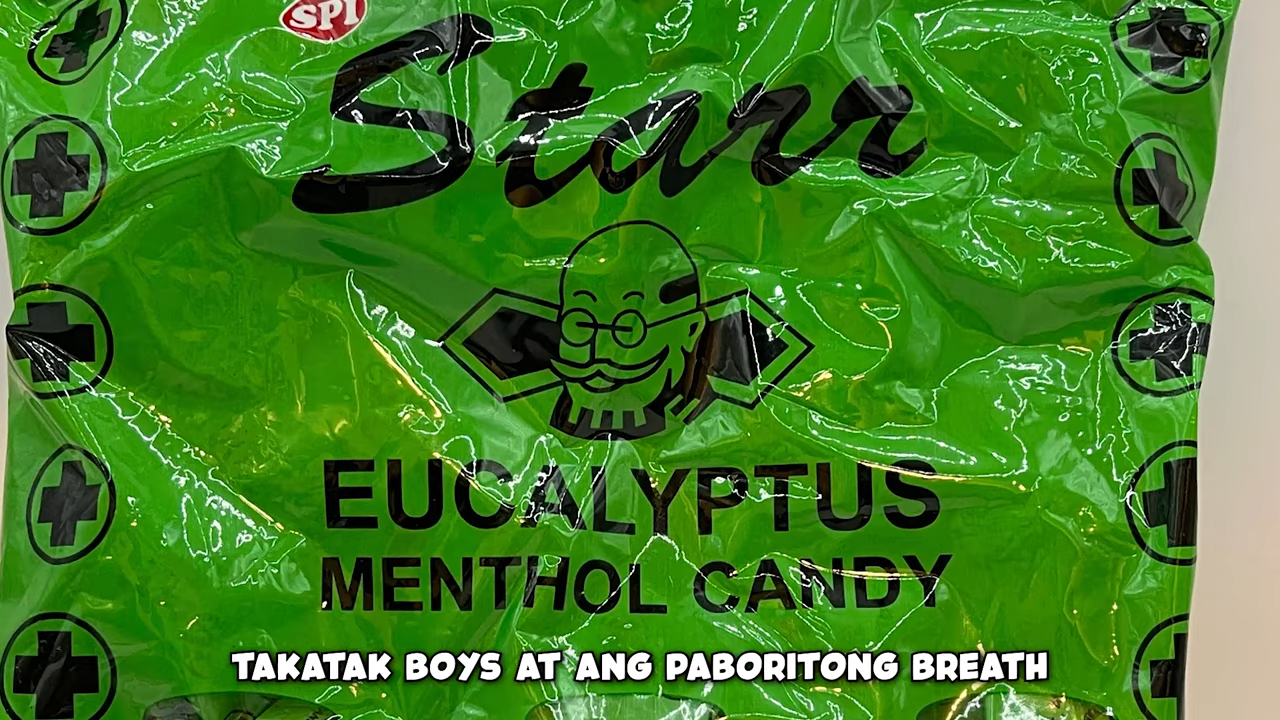 SPI
Starr
EUCALYPTUS
MENTHOL CANDY
TAKATAK BOYS AT ANG PABORITONG BREATH